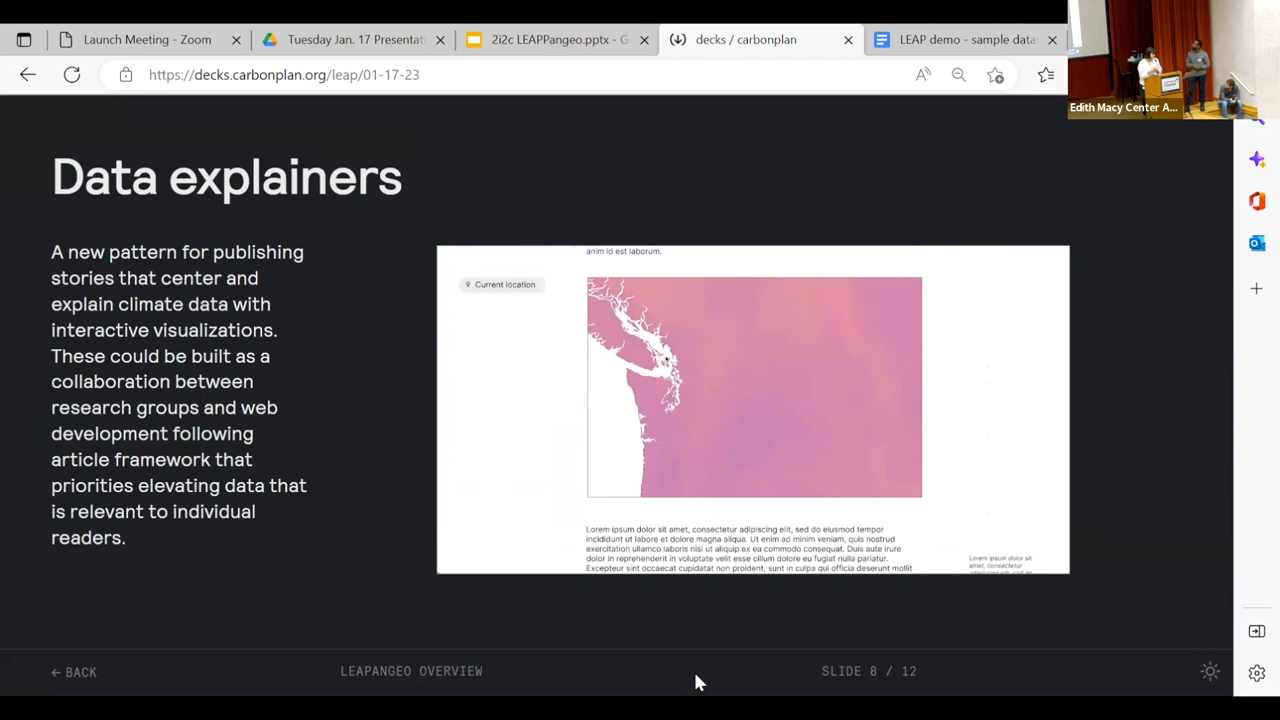 Launch Meeting - Zoom
Tuesday Jan. 17 Presentat
2i2c LEAPPangeo.pptx - G
decks / carbonplan
LEAP demo - sample data
https://decks.carbonplan.org/leap/01-17-23
Edith Macy Center A...
Data explainers
A new pattern for publishing
stories that center and
explain climate data with
interactive visualizations.
These could be built as a
collaboration between
research groups and web
development following
article framework that
priorities elevating data that
is relevant to individual
readers.
anim id est laborum.
Current location
Lorem ipsum dolor sit amet, consectetur adipiscing elit, sed do eiusmod tempor
incididunt ut labore et dolore magna aliqua. Ut enim ad minim veniam, quis nostrud
exercitation ullamco laboris nisi ut aliquip ex ea commodo consequat. Duis aute irure
dolor in reprehenderit in voluptate velit esse cillum dolore eu fugiat nulla pariatur.
Excepteur sint occaecat cupidatat non proident, sunt in culpa qui officia deserunt mollit
Lorem ipsum dolor sit
amet, consectetur
← BACK
LEAPANGEO OVERVIEW
SLIDE 8 / 12